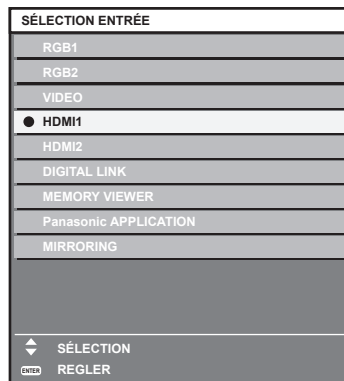 SÉLECTION ENTRÉE
RGB1
RGB2
VIDEO
HDMI1
HDMI2
DIGITAL LINK
MEMORY VIEWER
Panasonic APPLICATION
MIRRORING
SÉLECTION
ENTER REGLER